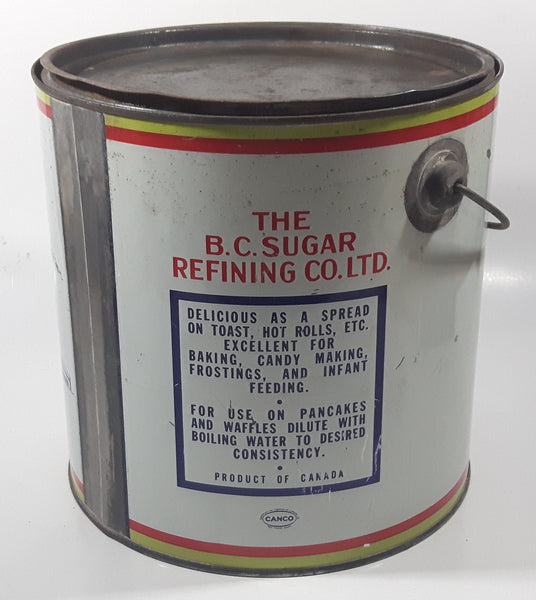 THE
B.C. SUGAR
REFINING CO. LTD.
DELICIOUS AS A SPREAD
ON TOAST, HOT ROLLS, ETC.
EXCELLENT FOR
BAKING, CANDY MAKING,
FROSTINGS, AND INFANT
FEEDING.
•
FOR USE ON PANCAKES
AND WAFFLES DILUTE WITH
BOILING WATER TO DESIRED
CONSISTENCY.
•
PRODUCT OF CANADA
CANCO